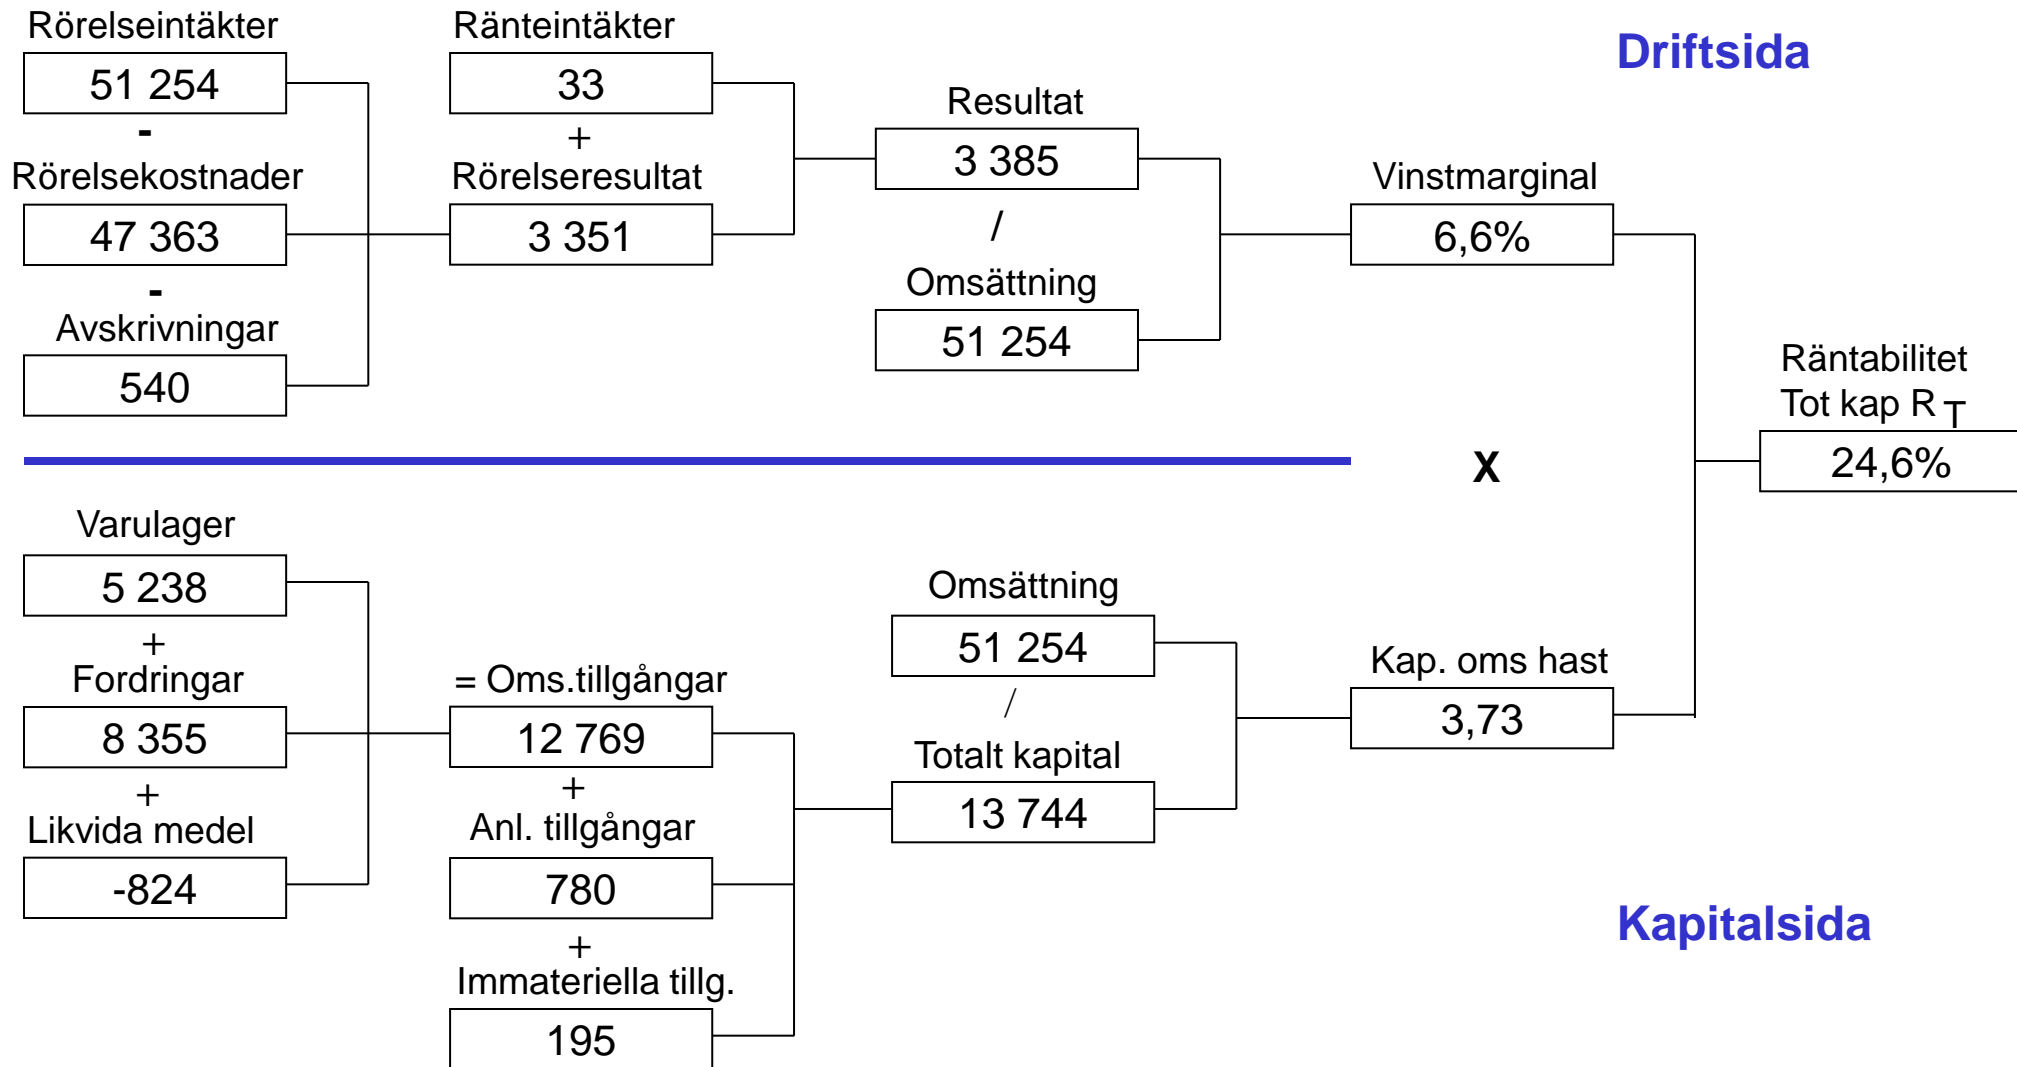 Rörelseintäkter
51 254
-
Rörelsekostnader
47 363
-
Avskrivningar
540
Ränteintäkter
33
+
Rörelseresultat
3 351
Resultat
3 385
/
Omsättning
51 254
Driftsida
Vinstmarginal
6,6%
X
Räntabilitet
Tot kap R T
24,6%
Varulager
5 238
+
Fordringar
8 355
+
Likvida medel
-824
= Oms.tillgångar
12 769
+
Anl. tillgångar
780
+
Immateriella tillg.
195
Omsättning
51 254
/
Totalt kapital
13 744
Kap. oms hast
3,73
Kapitalsida